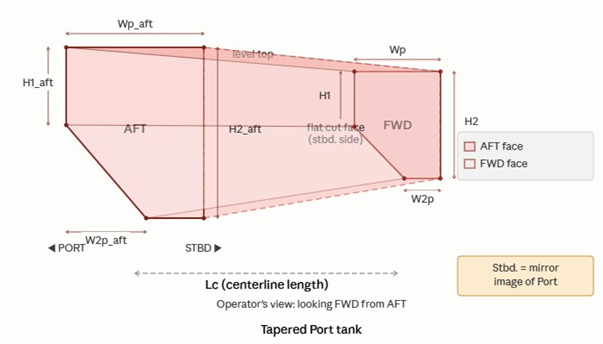 Wp_aft
Wp
level top
H1_aft
H1
AFT
H2_aft
flat cut face
(stbd. side)
FWD
H2
AFT face
FWD face
W2p
W2p_aft
◀ PORT
STBD ▶
Lc (centerline length)
Operator's view: looking FWD from AFT
Stbd. = mirror
image of Port
Tapered Port tank